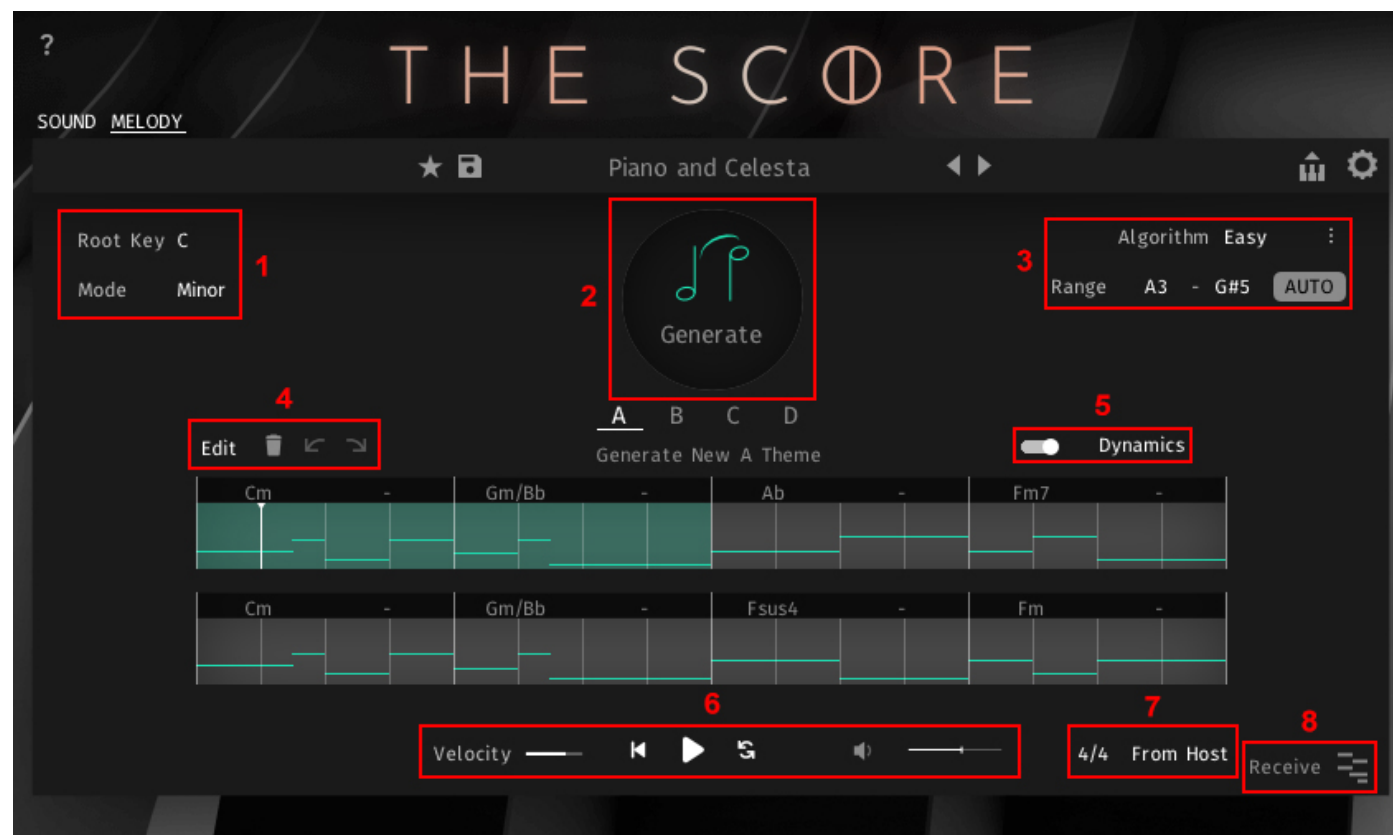 ?
THE SCORE
SOUND MELODY
Piano and Celesta
Root Key C
Mode Minor
1
2
Generate
Algorithm Easy
Range A3 - G#5 AUTO
3
4
Edit
A B C D
Generate New A Theme
5
Dynamics
Cm - Gm/Bb - Ab - Fm7 -
Cm - Gm/Bb - Fsus4 - Fm -
6
Velocity
7
4/4 From Host
8
Receive